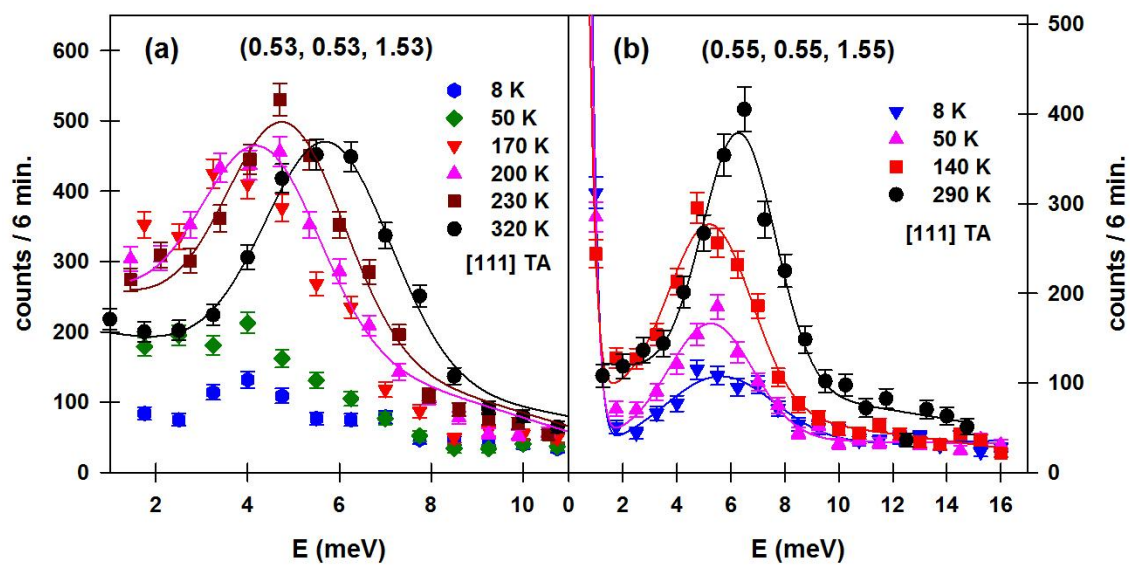 (a) (0.53, 0.53, 1.53)
8 K
50 K
170 K
200 K
230 K
320 K
[111] TA
600
500
400
300
200
100
0
counts / 6 min.
2 4 6 8 10
E (meV)
(b) (0.55, 0.55, 1.55)
8 K
50 K
140 K
290 K
[111] TA
500
400
300
200
100
0
counts / 6 min.
0 2 4 6 8 10 12 14 16
E (meV)